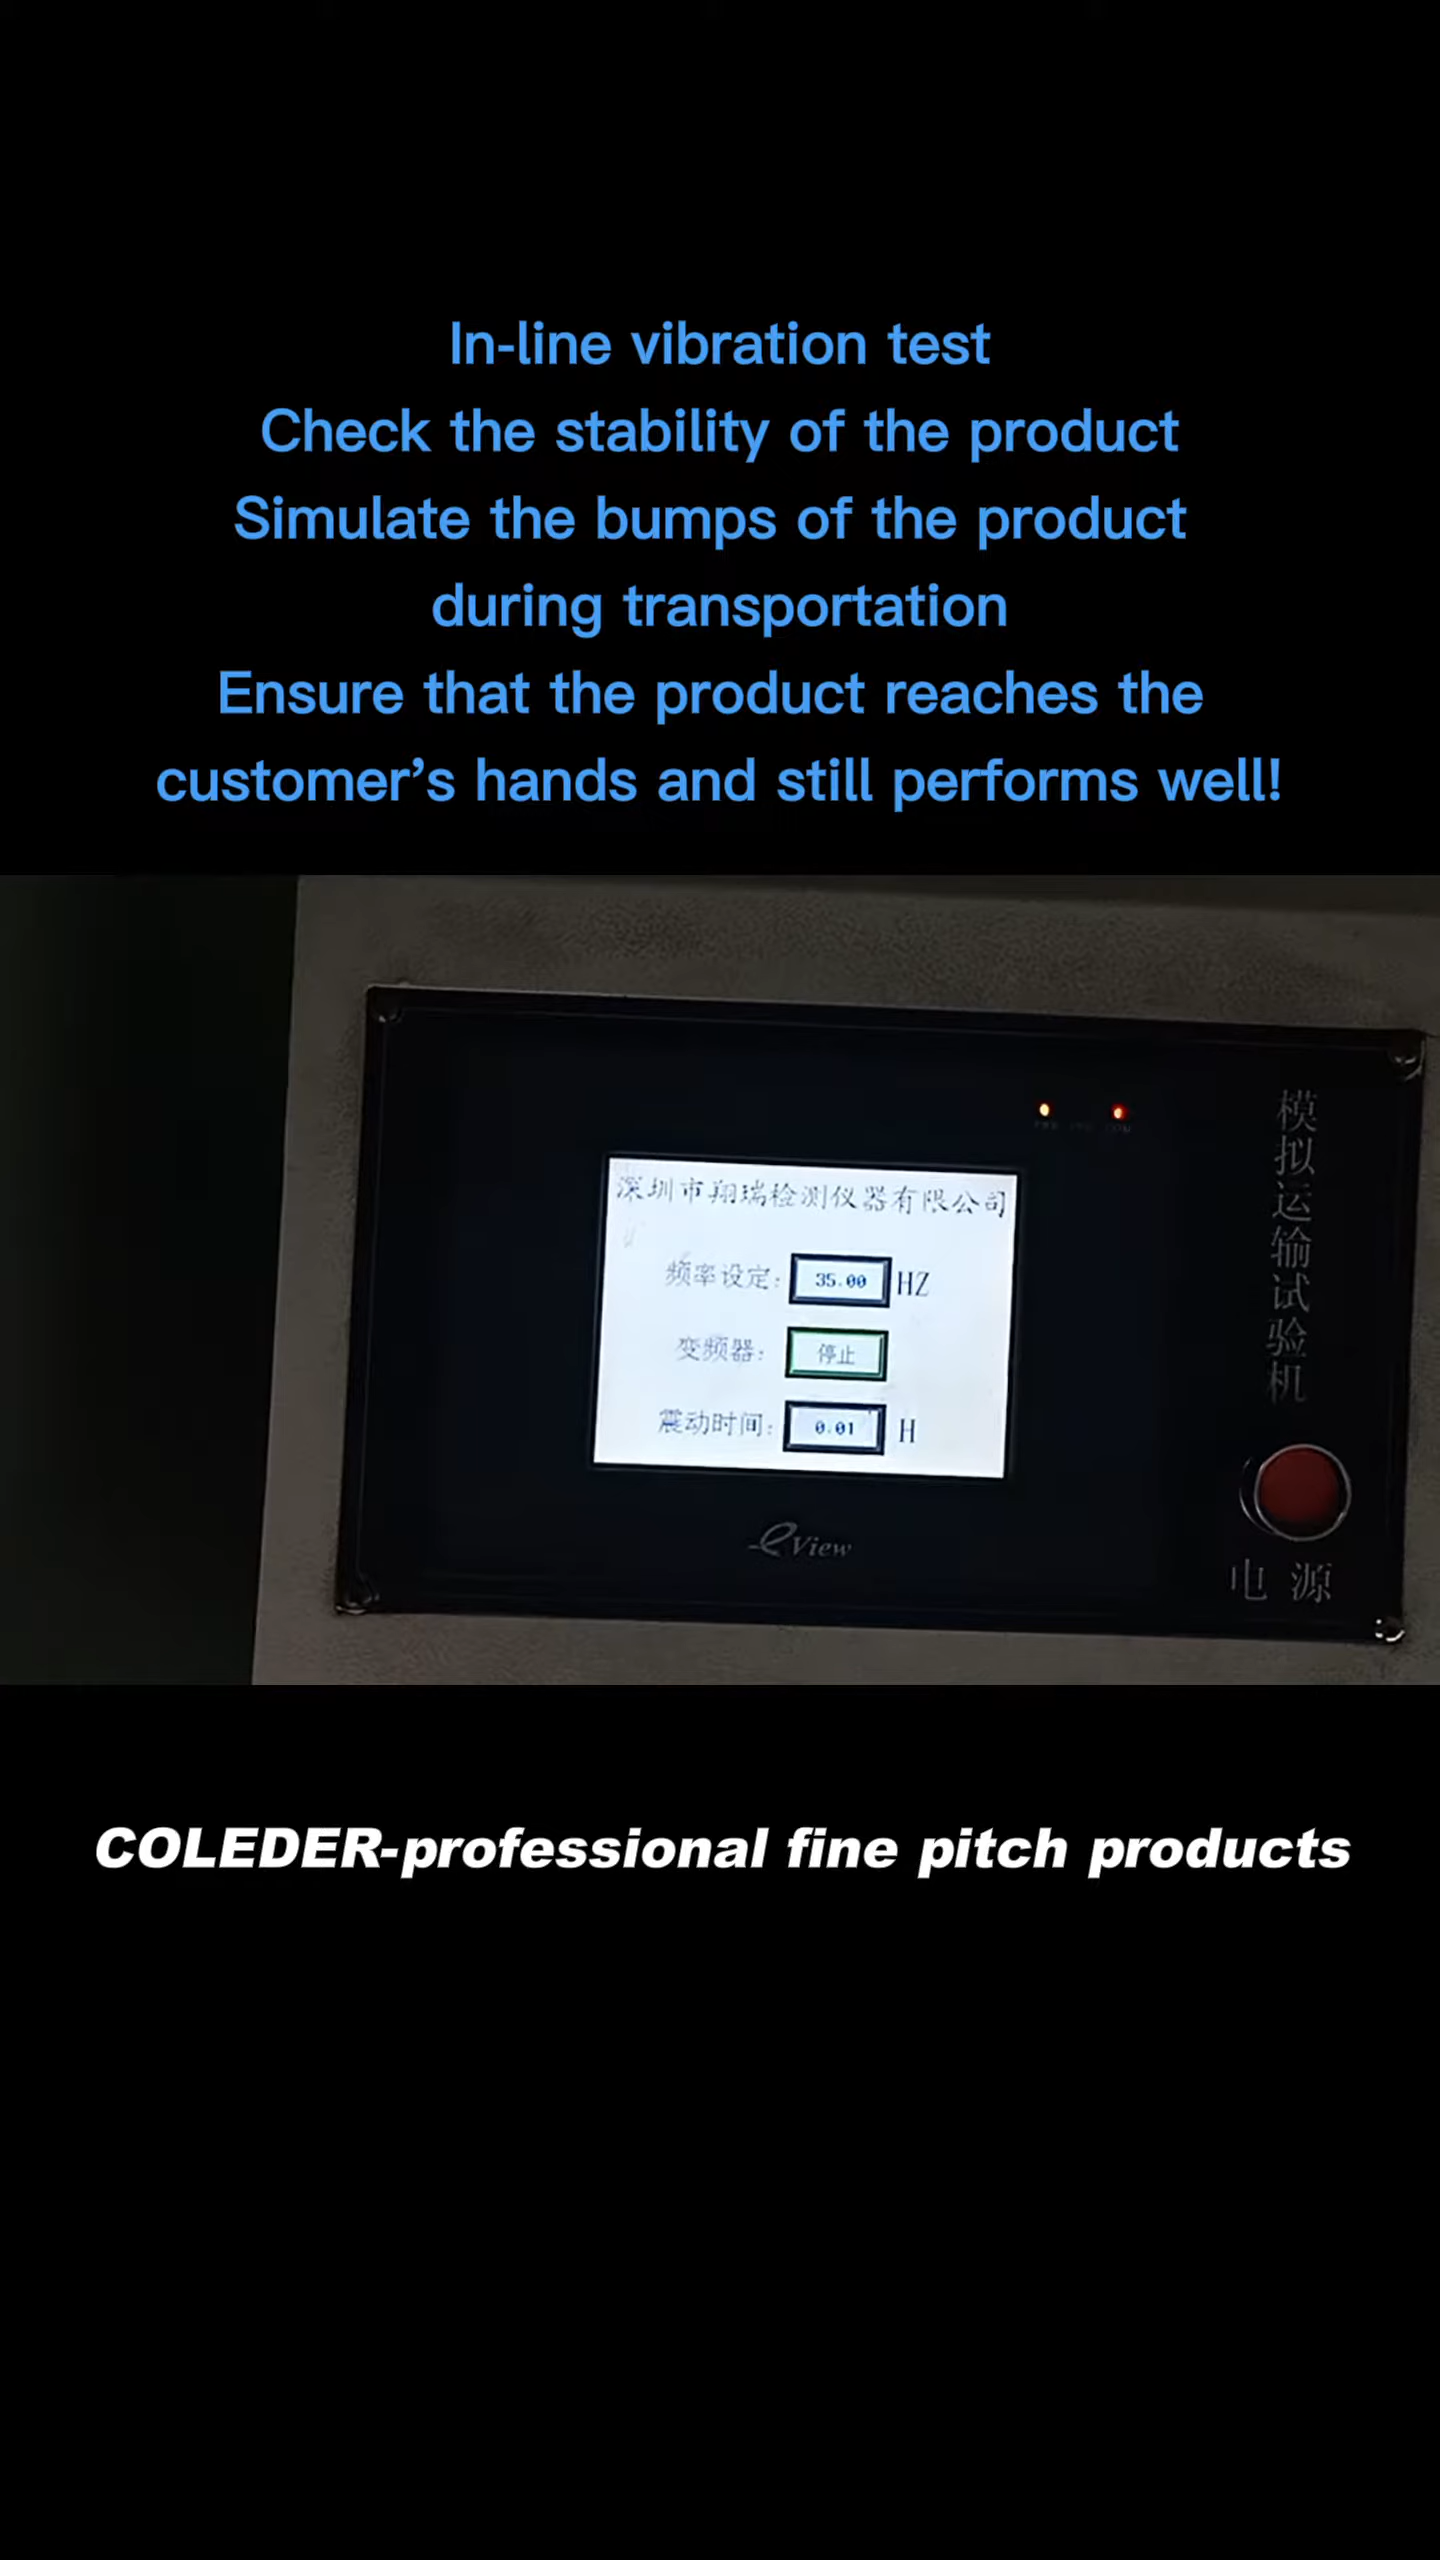 In-line vibration test
Check the stability of the product
Simulate the bumps of the product
during transportation
Ensure that the product reaches the
customer’s hands and still performs well!
深圳市翔瑞检测仪器有限公司
频率设定: 35.00 HZ
变频器: 停止
震动时间: 0.01 H
eView
模拟运输试验机
电源
COLEDER-professional fine pitch products